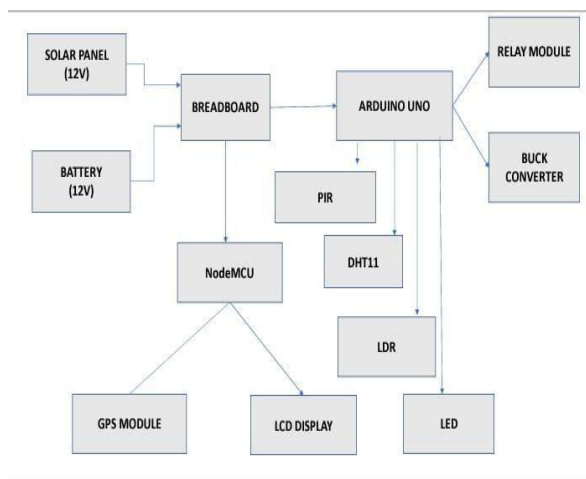 SOLAR PANEL
(12V)
RELAY MODULE
BREADBOARD
ARDUINO UNO
BATTERY
(12V)
BUCK
CONVERTER
PIR
NodeMCU
DHT11
LDR
GPS MODULE
LCD DISPLAY
LED